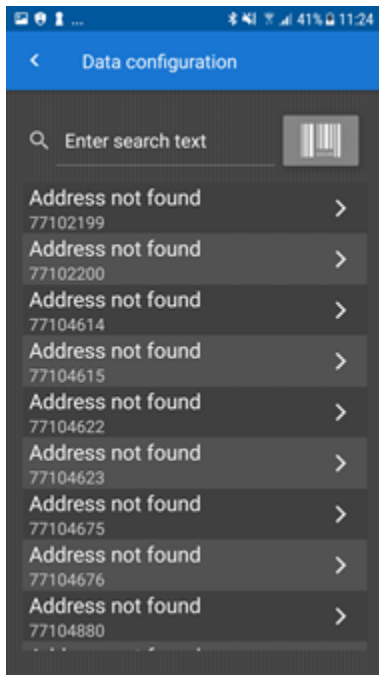 ... 41% 11:24
Data configuration
Enter search text
Address not found
77102199
Address not found
77102200
Address not found
77104614
Address not found
77104615
Address not found
77104622
Address not found
77104623
Address not found
77104675
Address not found
77104676
Address not found
77104880